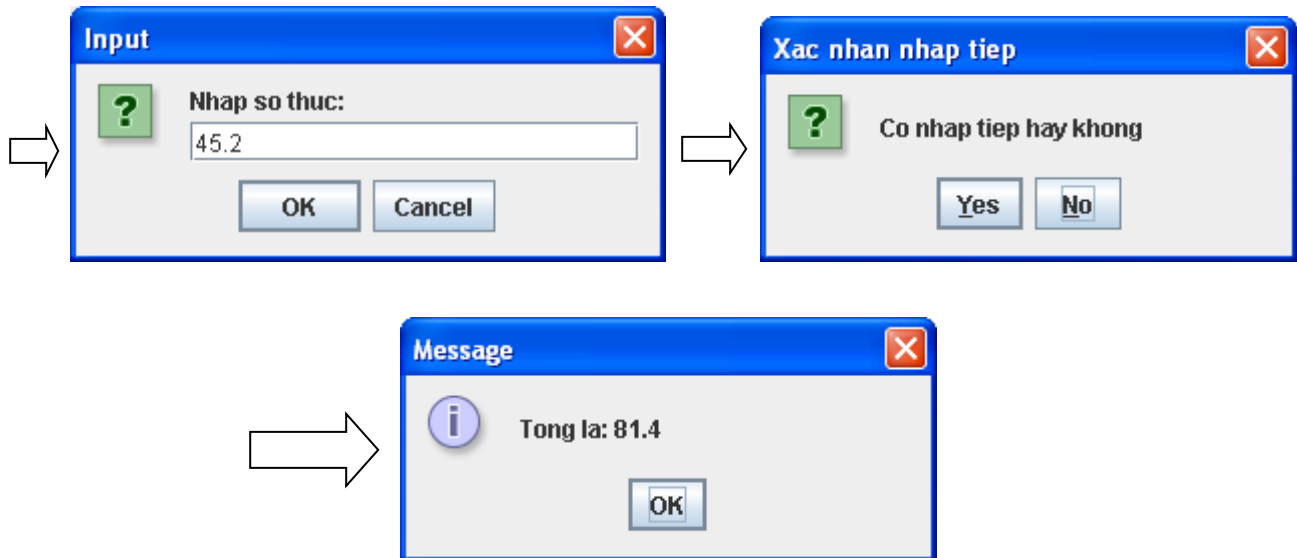 Input
Nhap so thuc:
45.2
OK Cancel
Xac nhan nhap tiep
Co nhap tiep hay khong
Yes No
Message
Tong la: 81.4
OK